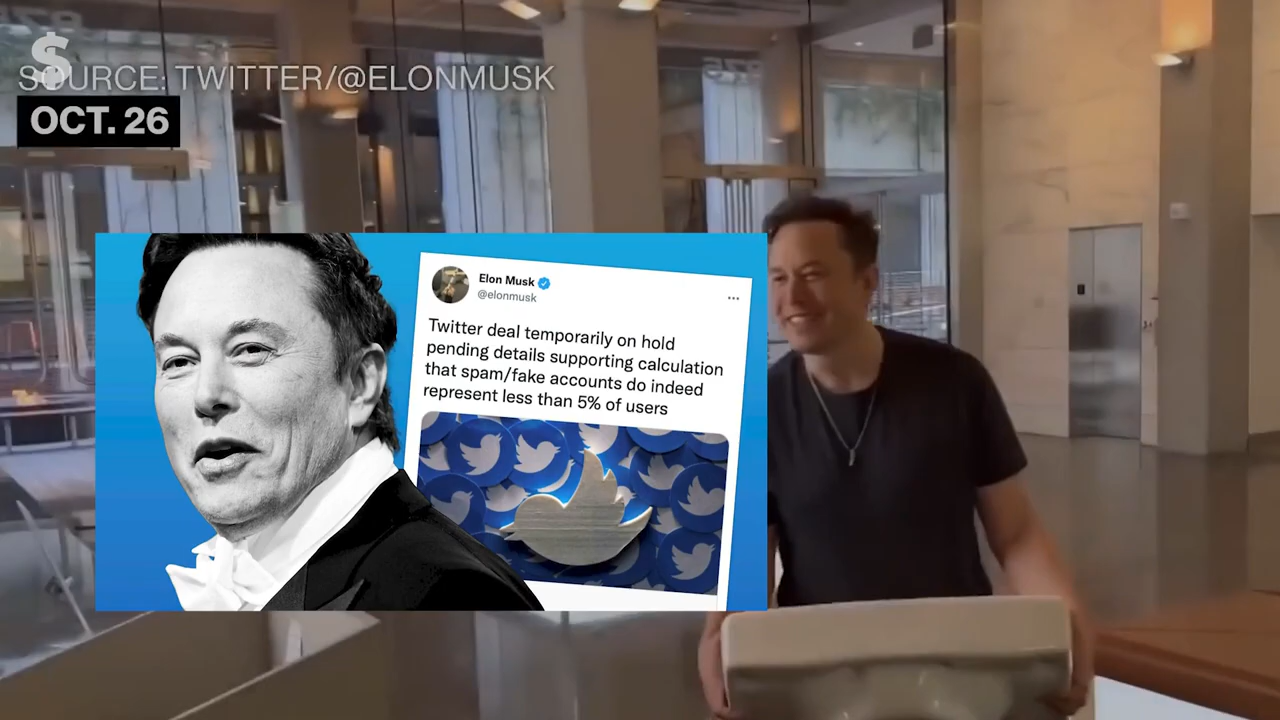 SOURCE: TWITTER/@ELONMUSK
OCT. 26
Elon Musk
@elonmusk
Twitter deal temporarily on hold
pending details supporting calculation
that spam/fake accounts do indeed
represent less than 5% of users